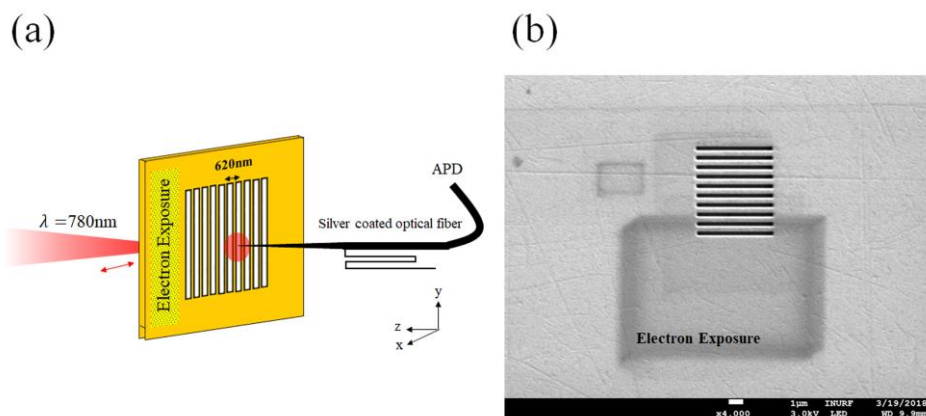 (a)
(b)
620nm
APD
λ =780nm
Electron Exposure
Silver coated optical fiber
y
z
x
Electron Exposure
1μm INURF 3/19/2018
x4,000 3.0kV LED WD 9.9mm